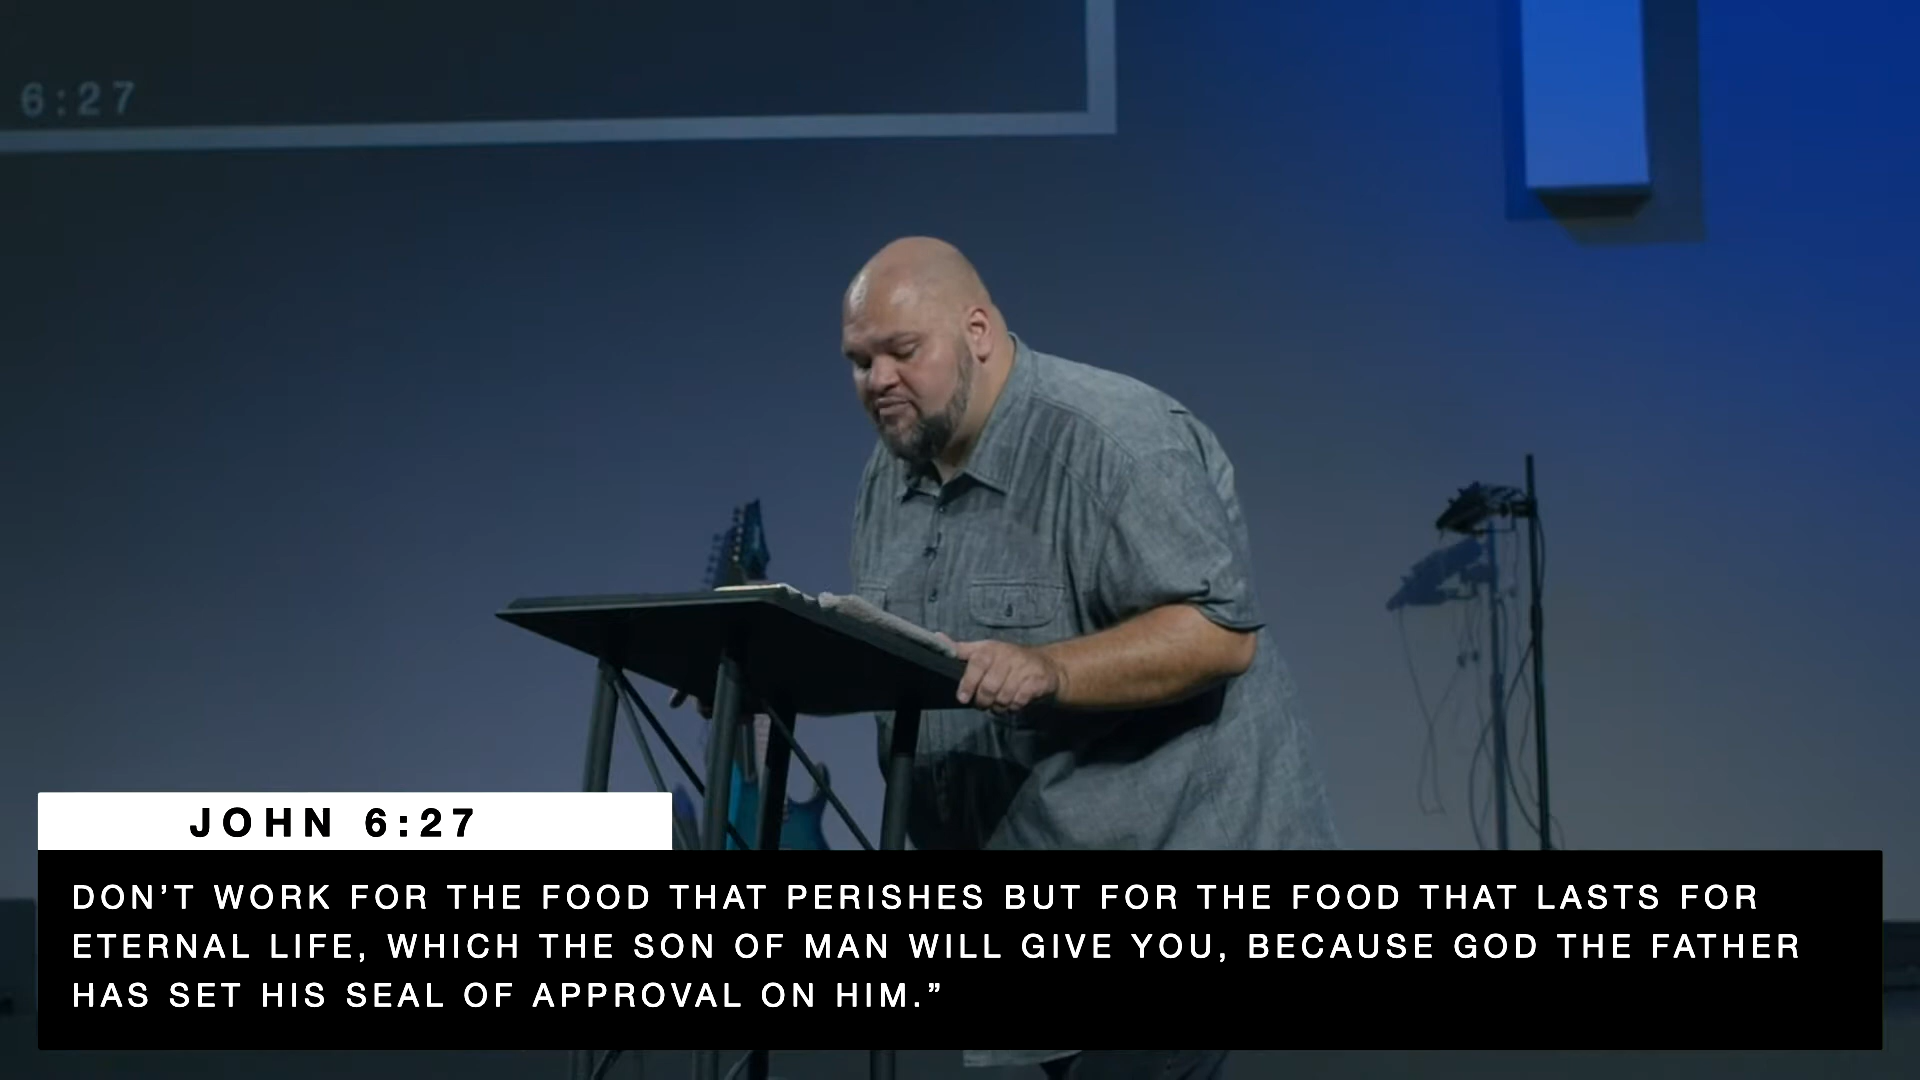 6:27
JOHN 6:27
DON’T WORK FOR THE FOOD THAT PERISHES BUT FOR THE FOOD THAT LASTS FOR
ETERNAL LIFE, WHICH THE SON OF MAN WILL GIVE YOU, BECAUSE GOD THE FATHER
HAS SET HIS SEAL OF APPROVAL ON HIM.”